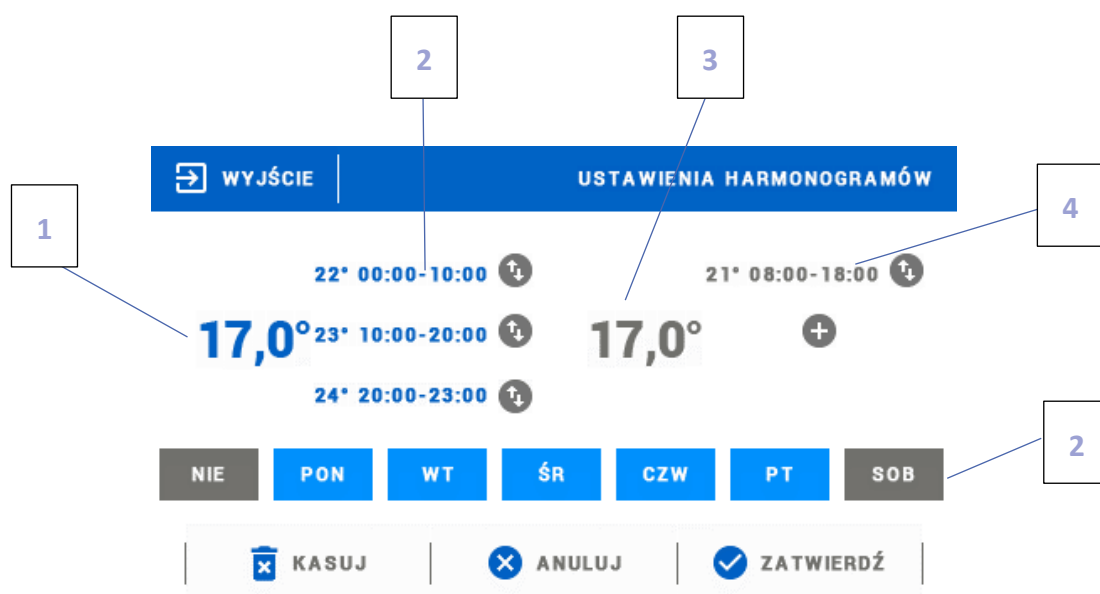 2
3
WYJŚCIE
USTAWIENIA HARMONOGRAMÓW
1
4
22° 00:00-10:00
21° 08:00-18:00
17,0°
23° 10:00-20:00
17,0°
24° 20:00-23:00
2
NIE PON WT ŚR CZW PT SOB
KASUJ ANULUJ ZATWIERDŹ